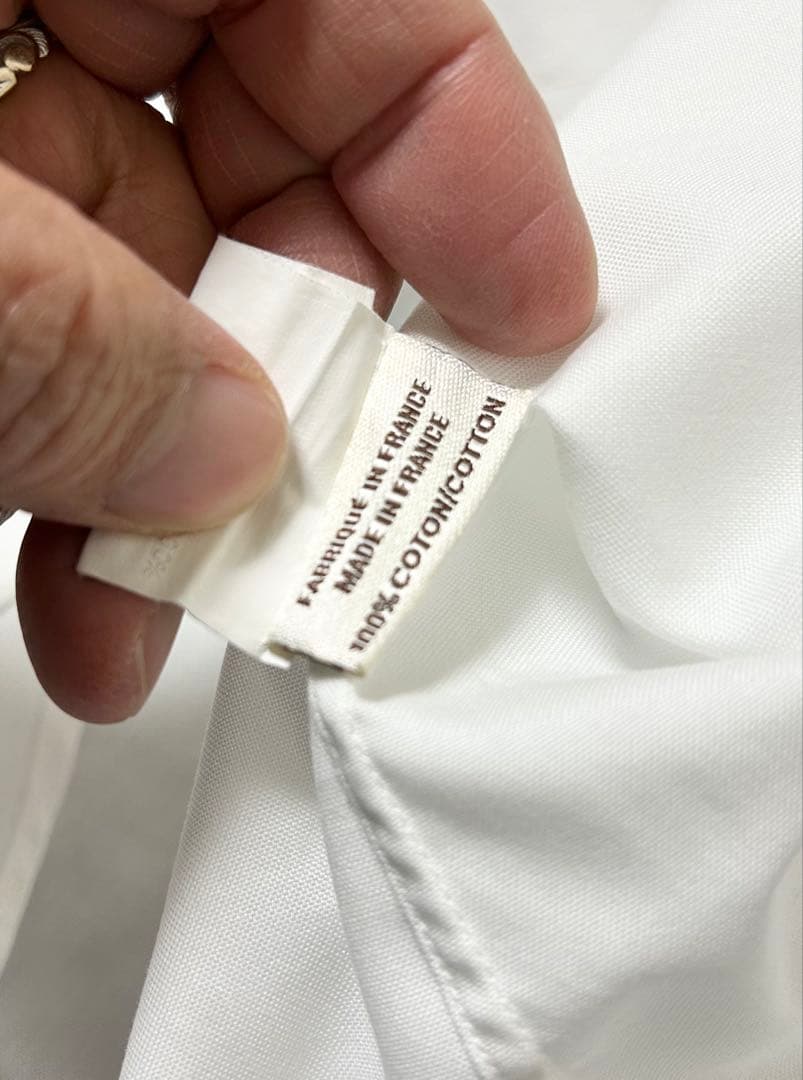 FABRIQUÉ IN FRANCE
MADE IN FRANCE
100% COTON/COTTON